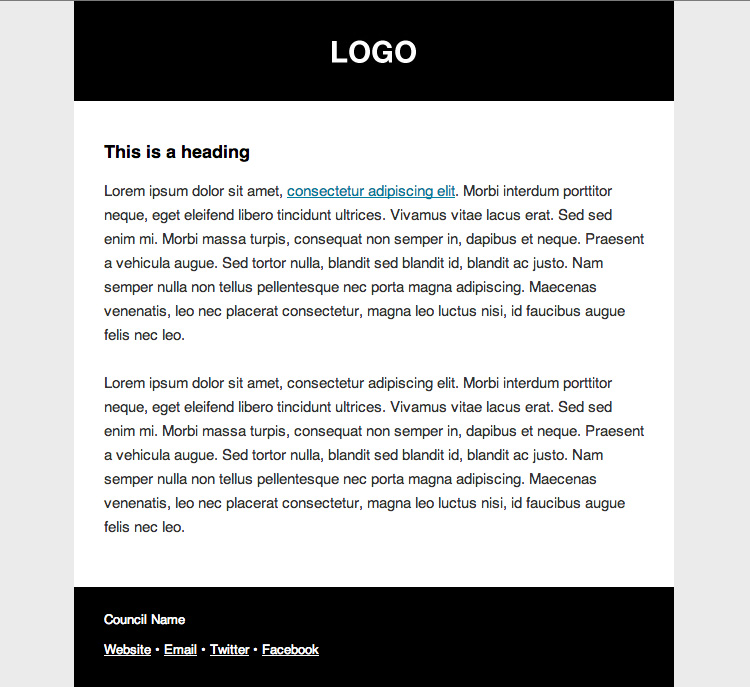 LOGO
This is a heading
Lorem ipsum dolor sit amet, consectetur adipiscing elit. Morbi interdum porttitor
neque, eget eleifend libero tincidunt ultrices. Vivamus vitae lacus erat. Sed sed
enim mi. Morbi massa turpis, consequat non semper in, dapibus et neque. Praesent
a vehicula augue. Sed tortor nulla, blandit sed blandit id, blandit ac justo. Nam
semper nulla non tellus pellentesque nec porta magna adipiscing. Maecenas
venenatis, leo nec placerat consectetur, magna leo luctus nisi, id faucibus augue
felis nec leo.
Lorem ipsum dolor sit amet, consectetur adipiscing elit. Morbi interdum porttitor
neque, eget eleifend libero tincidunt ultrices. Vivamus vitae lacus erat. Sed sed
enim mi. Morbi massa turpis, consequat non semper in, dapibus et neque. Praesent
a vehicula augue. Sed tortor nulla, blandit sed blandit id, blandit ac justo. Nam
semper nulla non tellus pellentesque nec porta magna adipiscing. Maecenas
venenatis, leo nec placerat consectetur, magna leo luctus nisi, id faucibus augue
felis nec leo.
Council Name
Website • Email • Twitter • Facebook